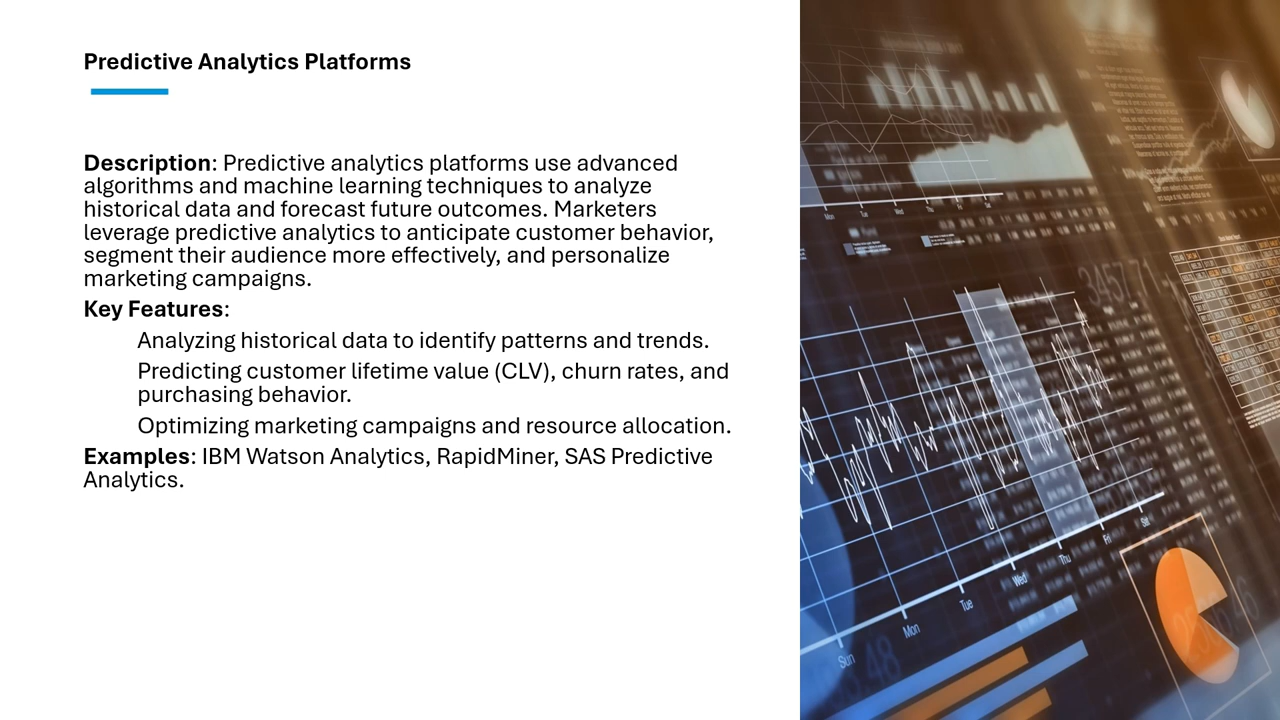 Predictive Analytics Platforms
Description: Predictive analytics platforms use advanced
algorithms and machine learning techniques to analyze
historical data and forecast future outcomes. Marketers
leverage predictive analytics to anticipate customer behavior,
segment their audience more effectively, and personalize
marketing campaigns.
Key Features:
Analyzing historical data to identify patterns and trends.
Predicting customer lifetime value (CLV), churn rates, and
purchasing behavior.
Optimizing marketing campaigns and resource allocation.
Examples: IBM Watson Analytics, RapidMiner, SAS Predictive
Analytics.
Mon
Tue
Wed
Sun
Mon
Tue
Wed
Thu
Fri
Sat